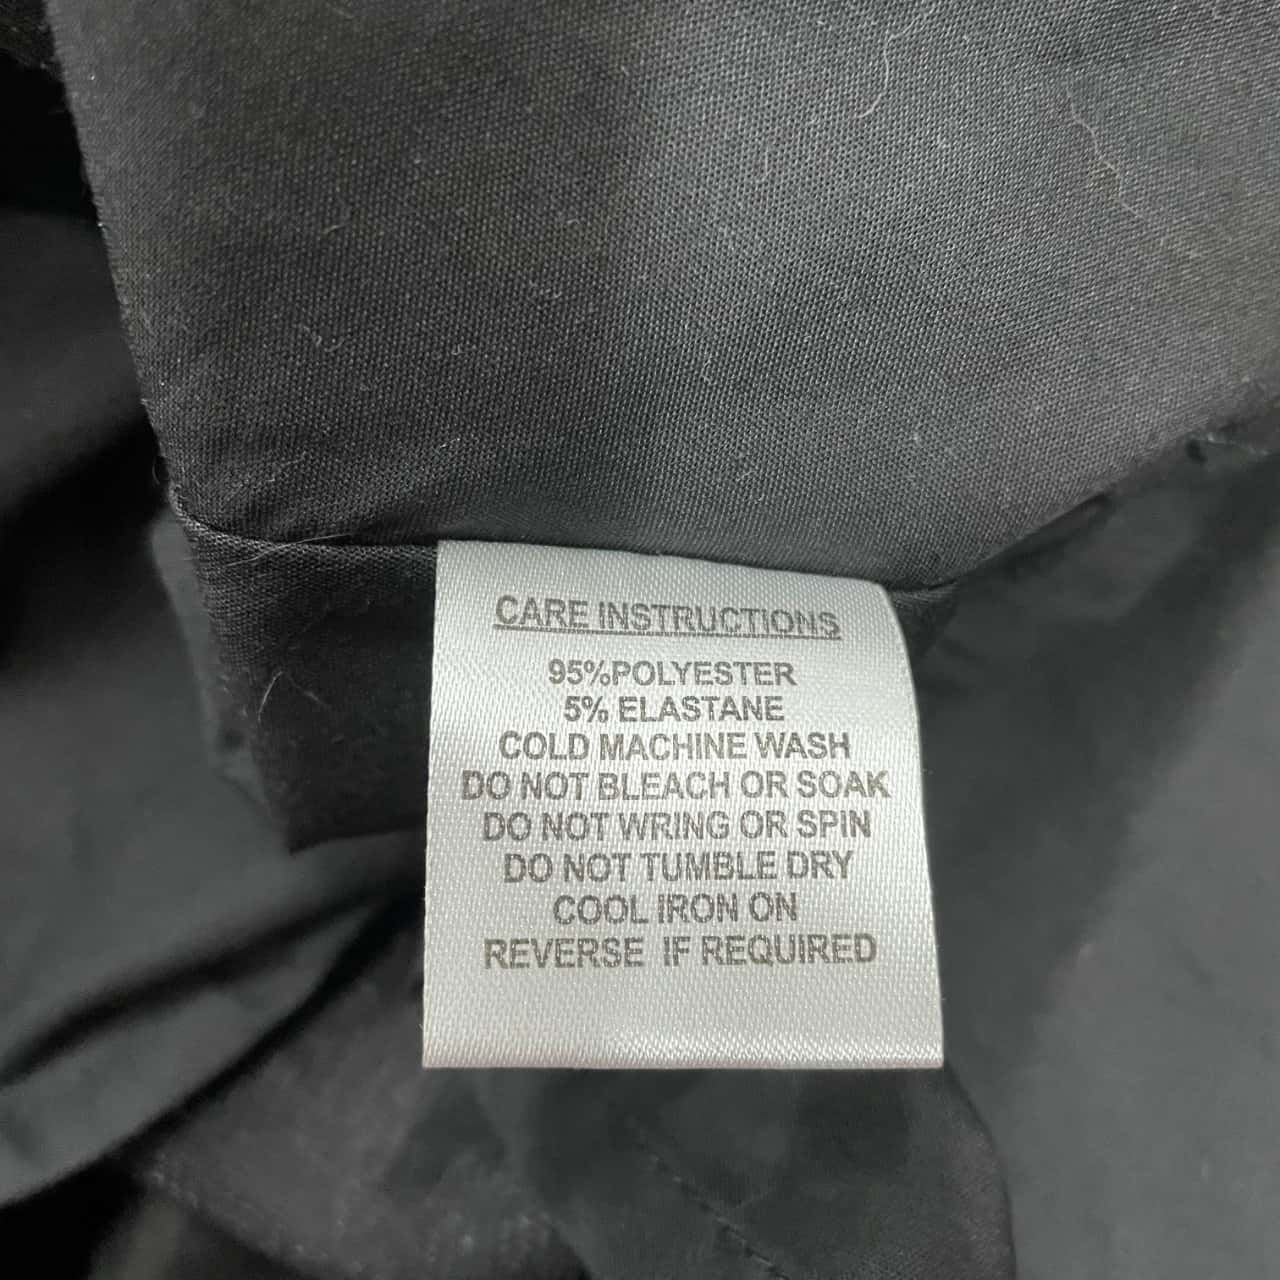 CARE INSTRUCTIONS
95%POLYESTER
5% ELASTANE
COLD MACHINE WASH
DO NOT BLEACH OR SOAK
DO NOT WRING OR SPIN
DO NOT TUMBLE DRY
COOL IRON ON
REVERSE IF REQUIRED